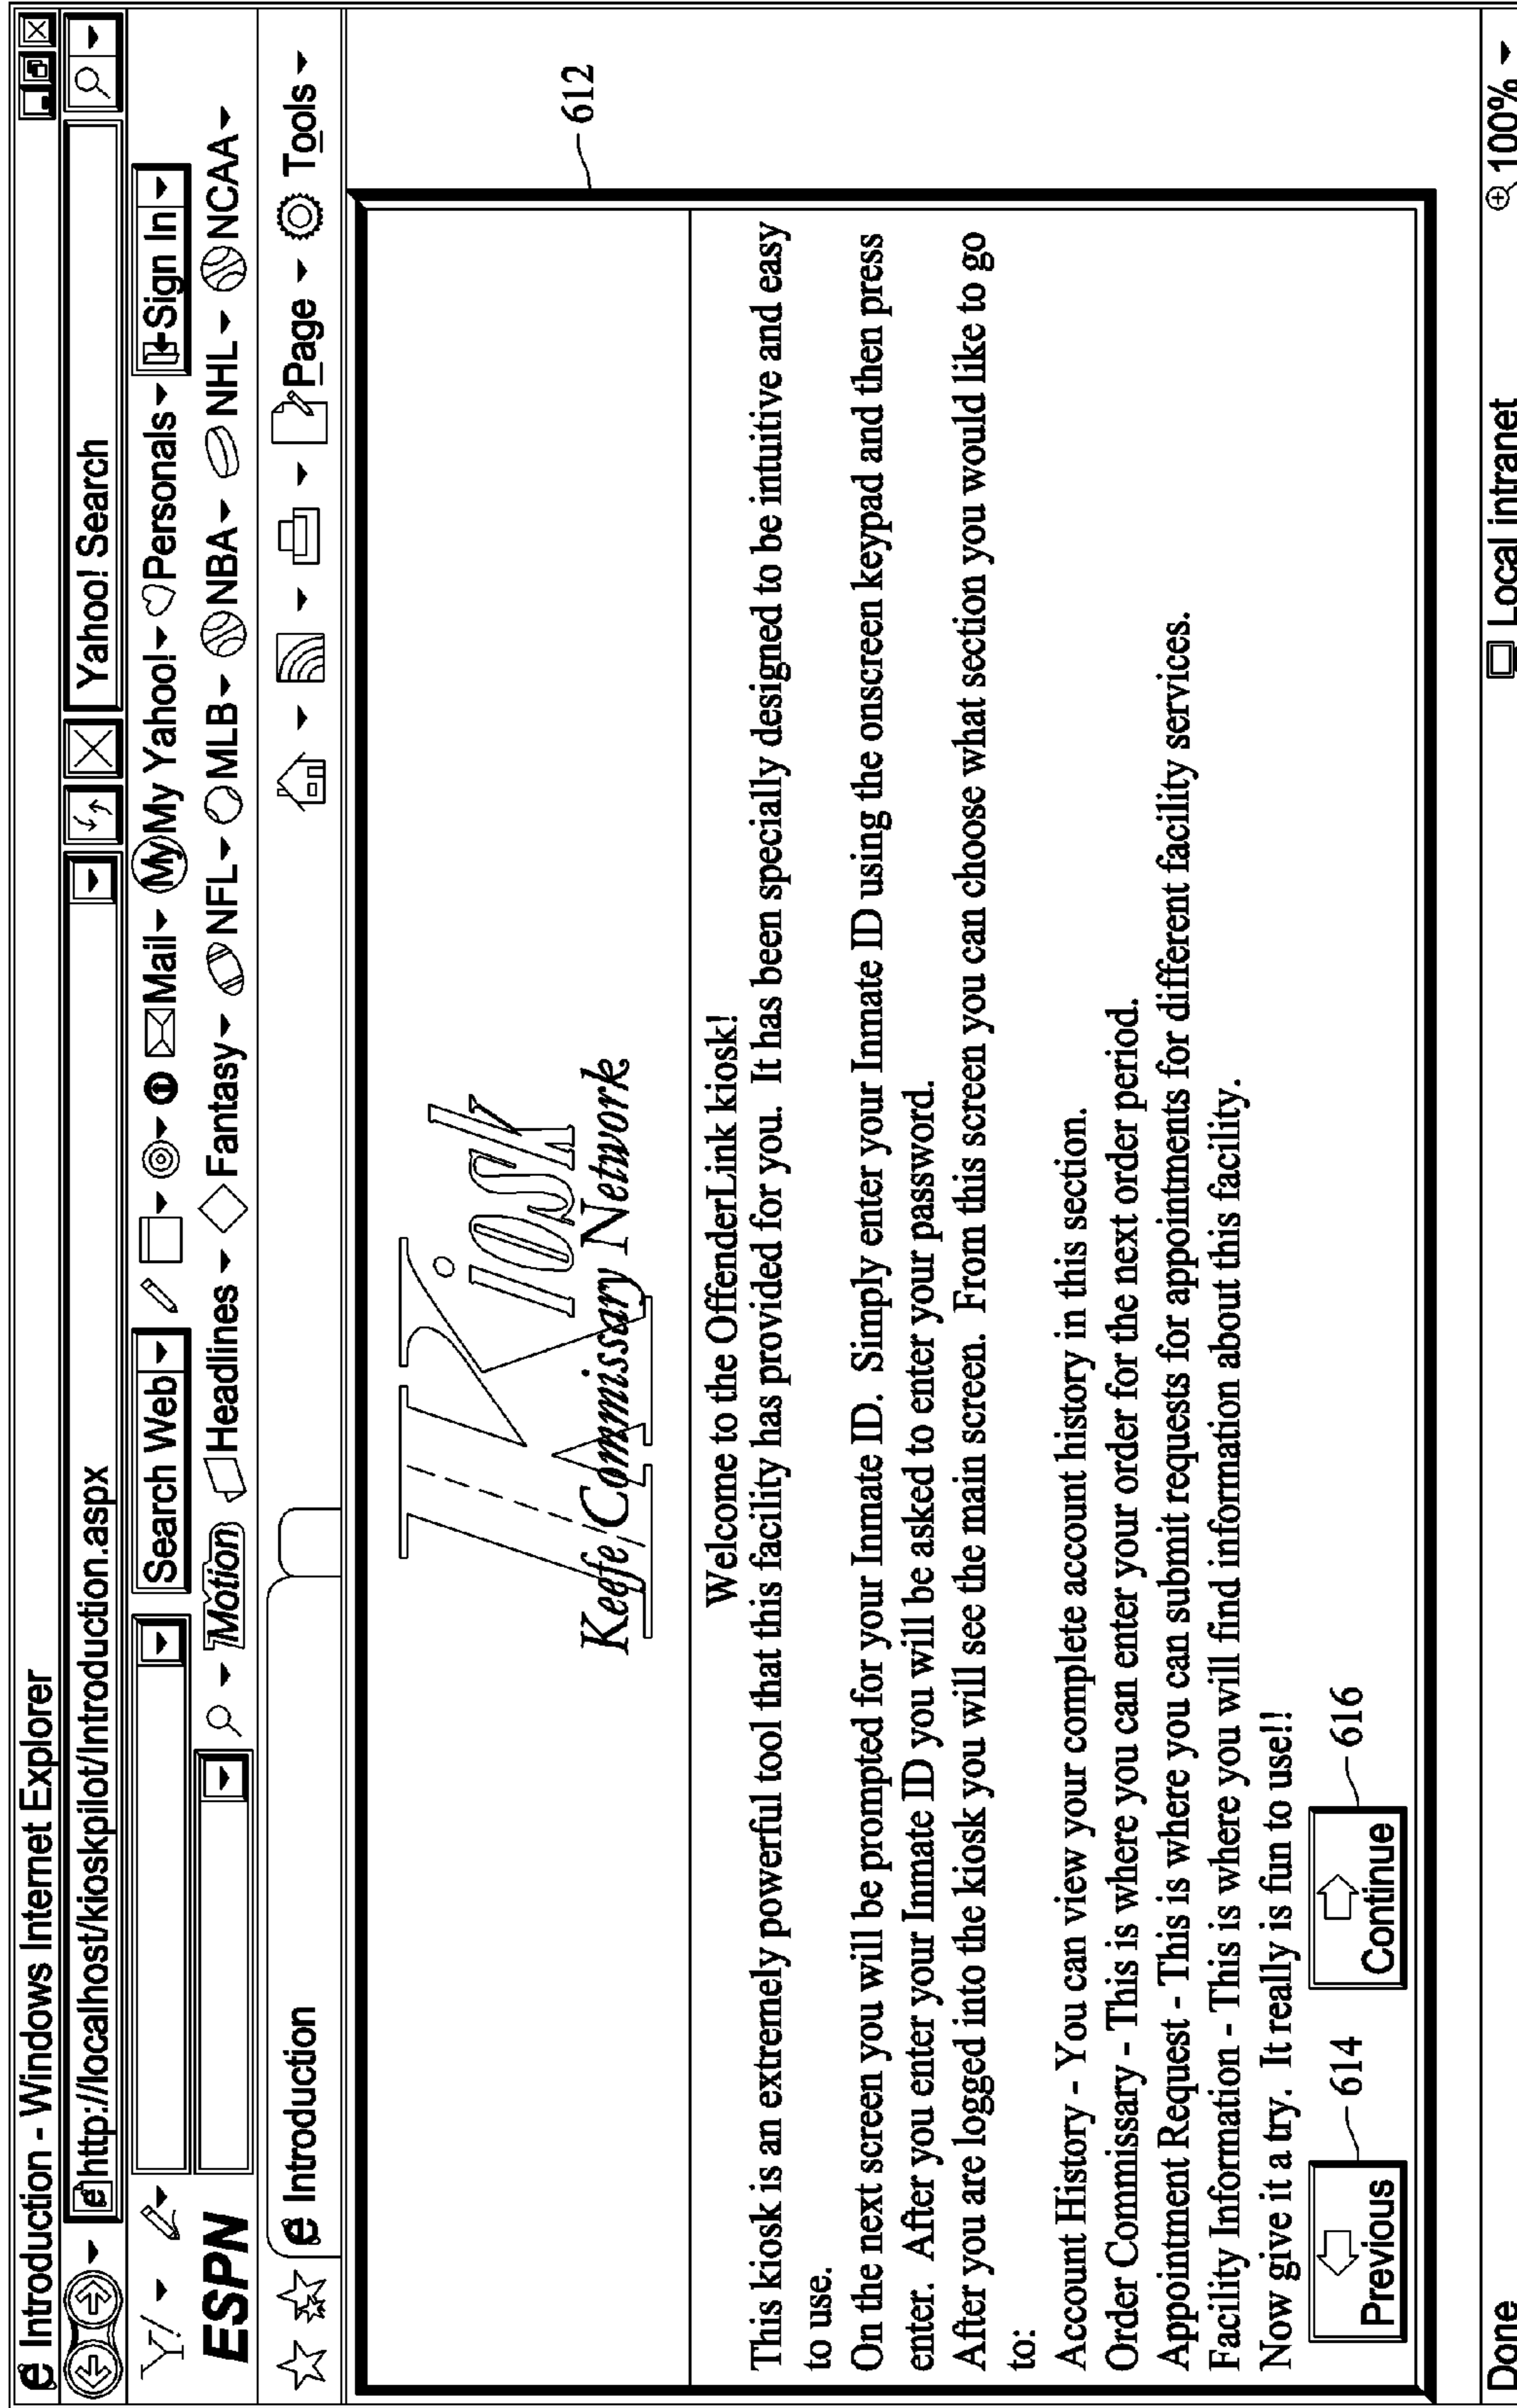 Introduction - Windows Internet Explorer
http://localhost/kioskpilot/Introduction.aspx
Yahoo! Search
Y! Search Web Mail My My Yahoo! Personals Sign In
ESPN Motion Headlines Fantasy NFL MLB NBA NHL NCAA
Introduction Page Tools
Kiosk
Keefe Commissary Network
612
Welcome to the OffenderLink kiosk!
This kiosk is an extremely powerful tool that this facility has provided for you. It has been specially designed to be intuitive and easy
to use.
On the next screen you will be prompted for your Inmate ID. Simply enter your Inmate ID using the onscreen keypad and then press
enter. After you enter your Inmate ID you will be asked to enter your password.
After you are logged into the kiosk you will see the main screen. From this screen you can choose what section you would like to go
to:
Account History - You can view your complete account history in this section.
Order Commissary - This is where you can enter your order for the next order period.
Appointment Request - This is where you can submit requests for appointments for different facility services.
Facility Information - This is where you will find information about this facility.
Now give it a try. It really is fun to use!!
Previous
614
Continue
616
Done Local intranet 100%